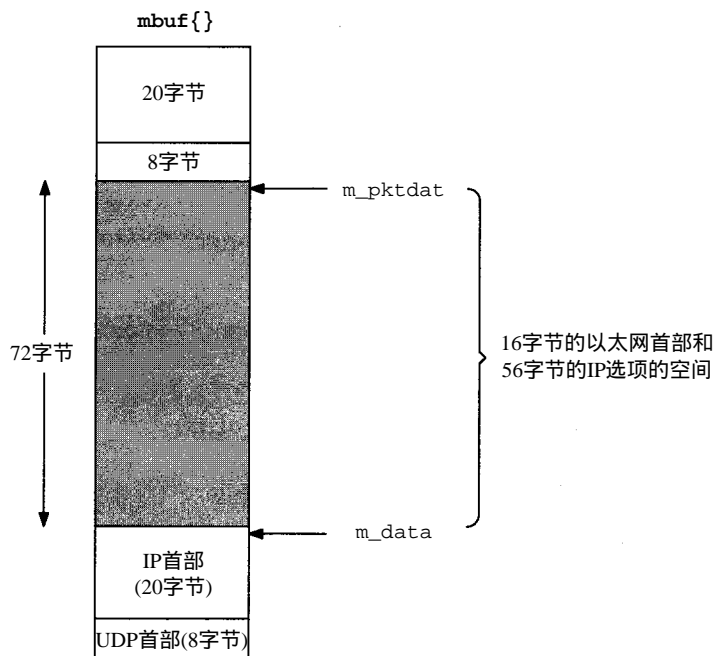 mbuf{}
20字节
8字节
m_pktdat
72字节
16字节的以太网首部和
56字节的IP选项的空间
m_data
IP首部
(20字节)
UDP首部(8字节)